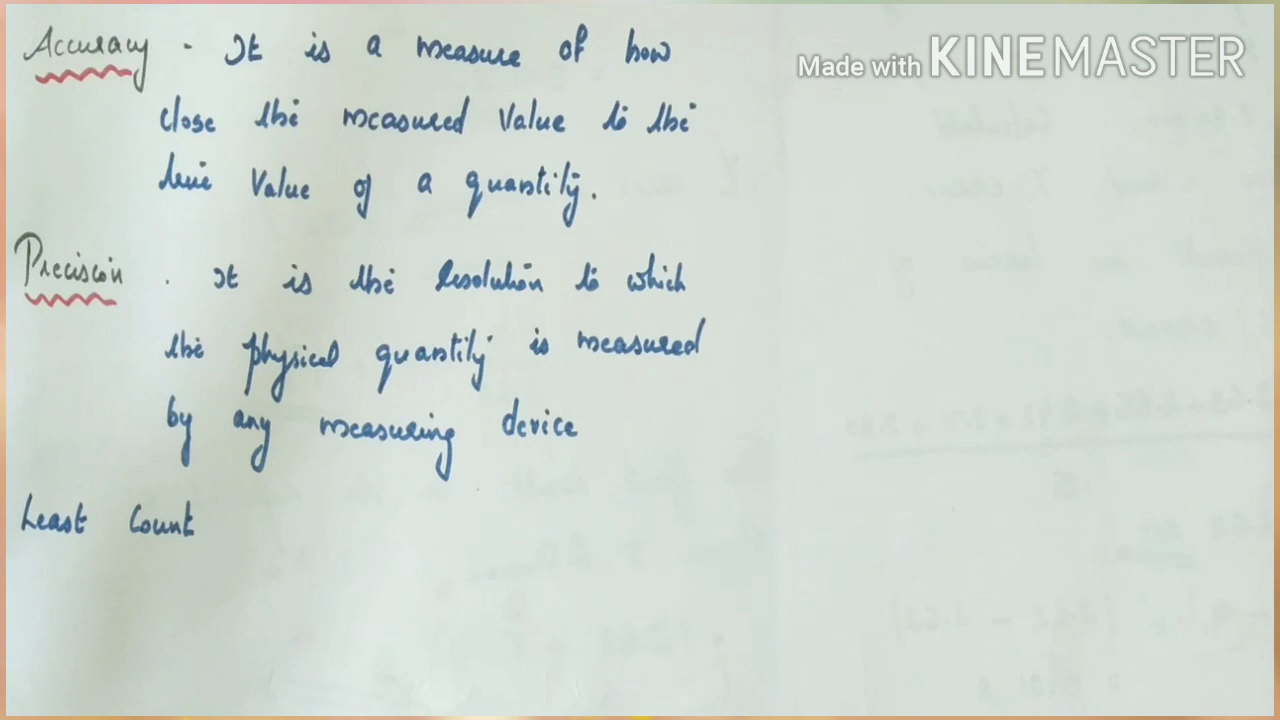 Accuracy - It is a measure of how
Made with KINEMASTER
close the measured value to the
true value of a quantity.
Precision . It is the resolution to which
the physical quantity is measured
by any measuring device
Least Count